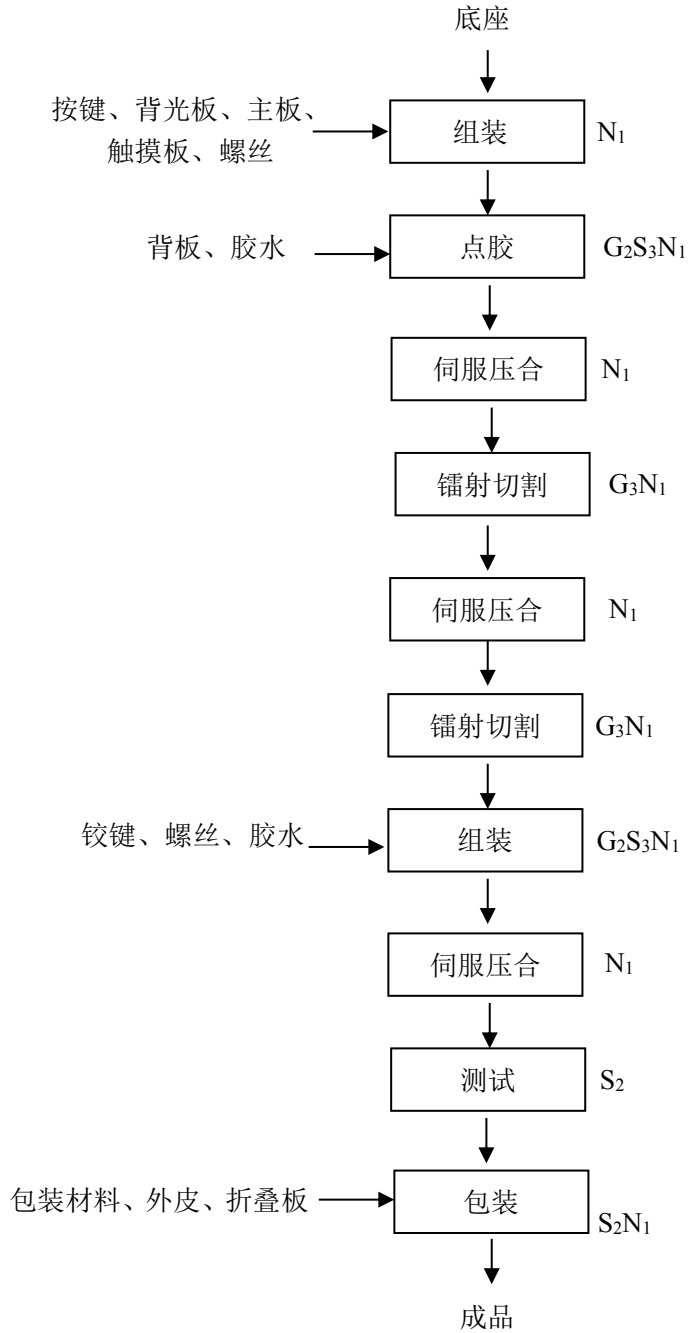 底座
按键、背光板、主板、
触摸板、螺丝
组装
N₁
背板、胶水
点胶
G₂S₃N₁
伺服压合
N₁
镭射切割
G₃N₁
伺服压合
N₁
镭射切割
G₃N₁
铰键、螺丝、胶水
组装
G₂S₃N₁
伺服压合
N₁
测试
S₂
包装材料、外皮、折叠板
包装
S₂N₁
成品